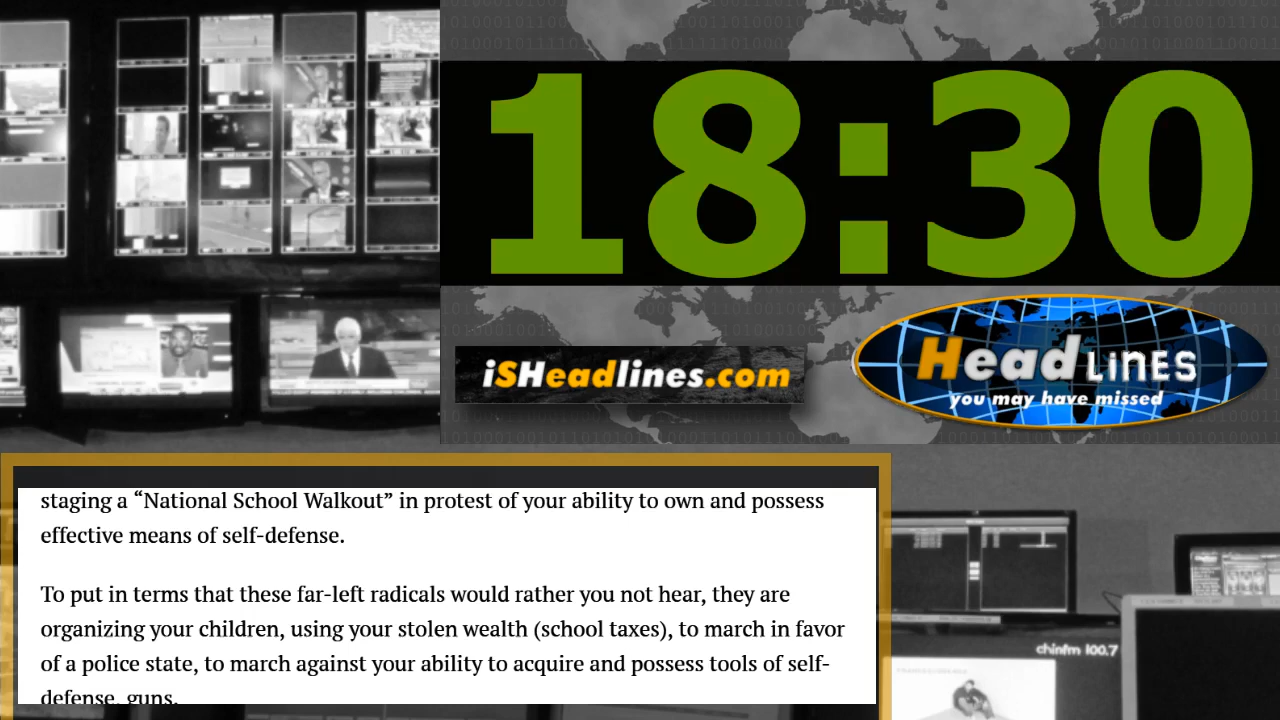 18:30
iSHeadlines.com
HeadLINES
you may have missed
staging a “National School Walkout” in protest of your ability to own and possess
effective means of self-defense.
To put in terms that these far-left radicals would rather you not hear, they are
organizing your children, using your stolen wealth (school taxes), to march in favor
of a police state, to march against your ability to acquire and possess tools of self-
defense, guns.
chinfm 100.7